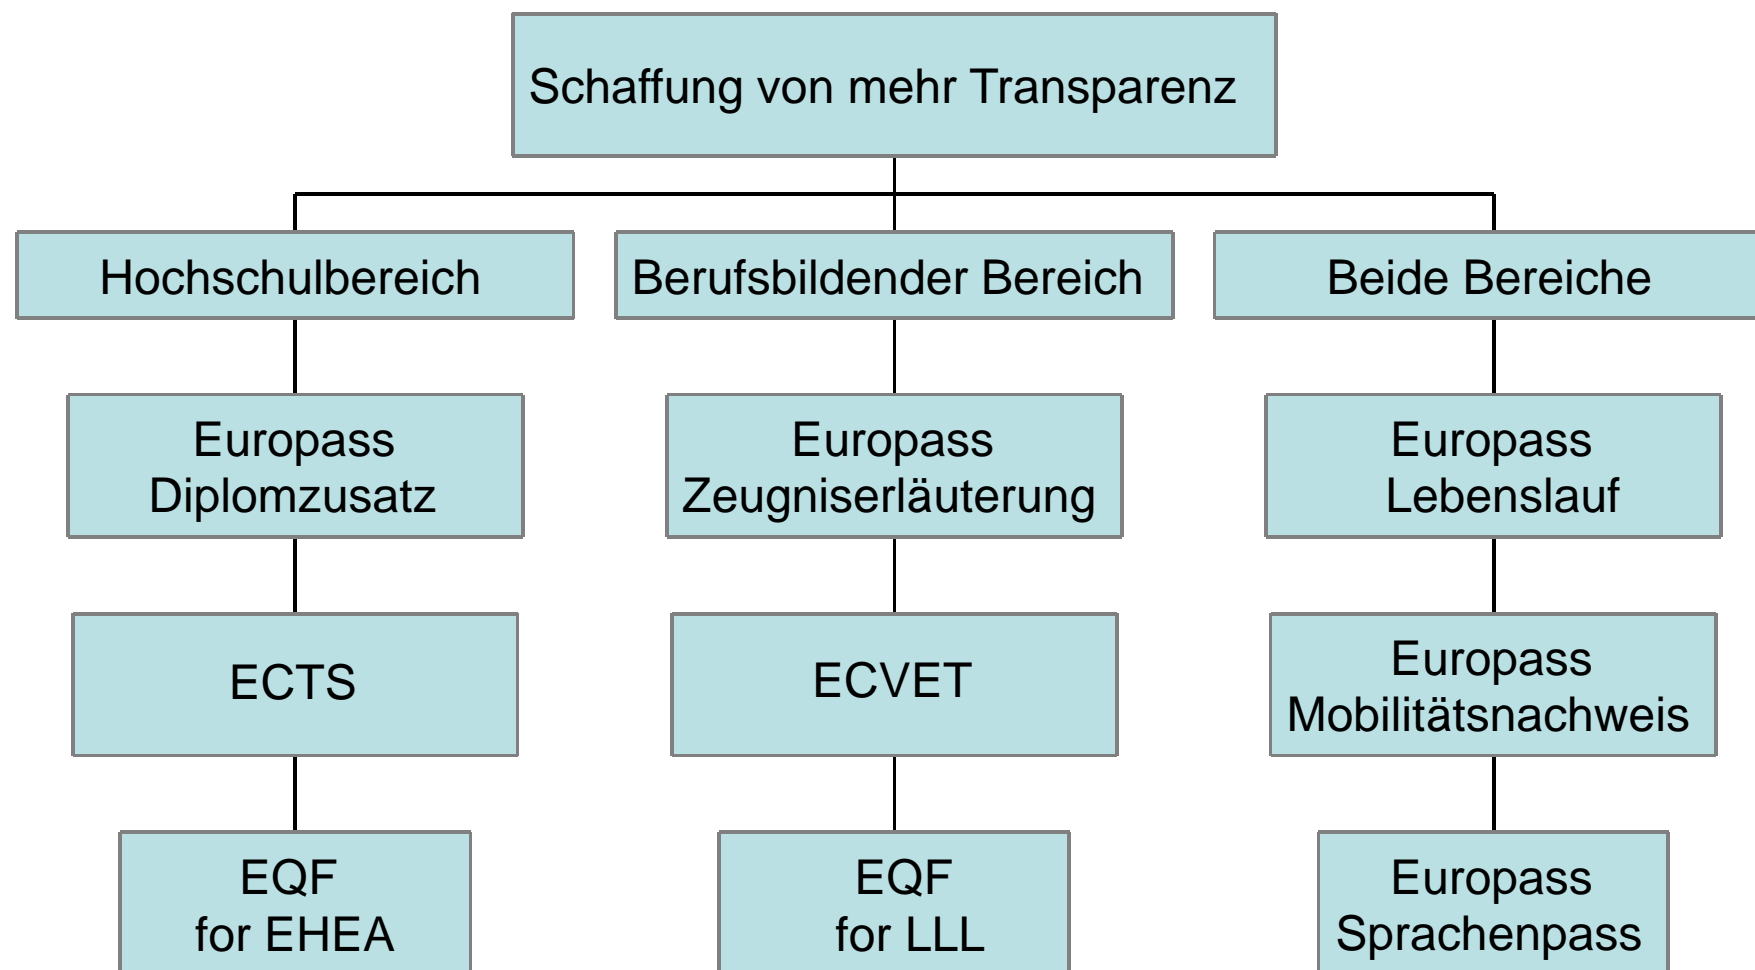 Schaffung von mehr Transparenz
Hochschulbereich
Berufsbildender Bereich
Beide Bereiche
Europass
Diplomzusatz
Europass
Zeugniserläuterung
Europass
Lebenslauf
ECTS
ECVET
Europass
Mobilitätsnachweis
EQF
for EHEA
EQF
for LLL
Europass
Sprachenpass